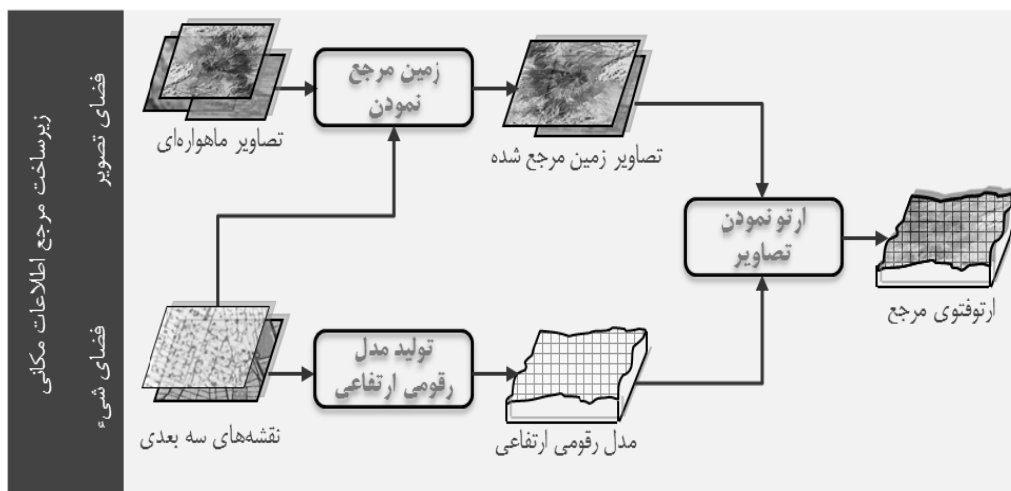 زیرساخت مرجع اطلاعات مکانی
فضای تصویر
فضای شیء
تصاویر ماهواره‌ای
زمین مرجع
نمودن
تصاویر زمین مرجع شده
نقشه‌های سه بعدی
تولید مدل
رقومی ارتفاعی
مدل رقومی ارتفاعی
ارتو نمودن
تصاویر
ارتوفتوی مرجع